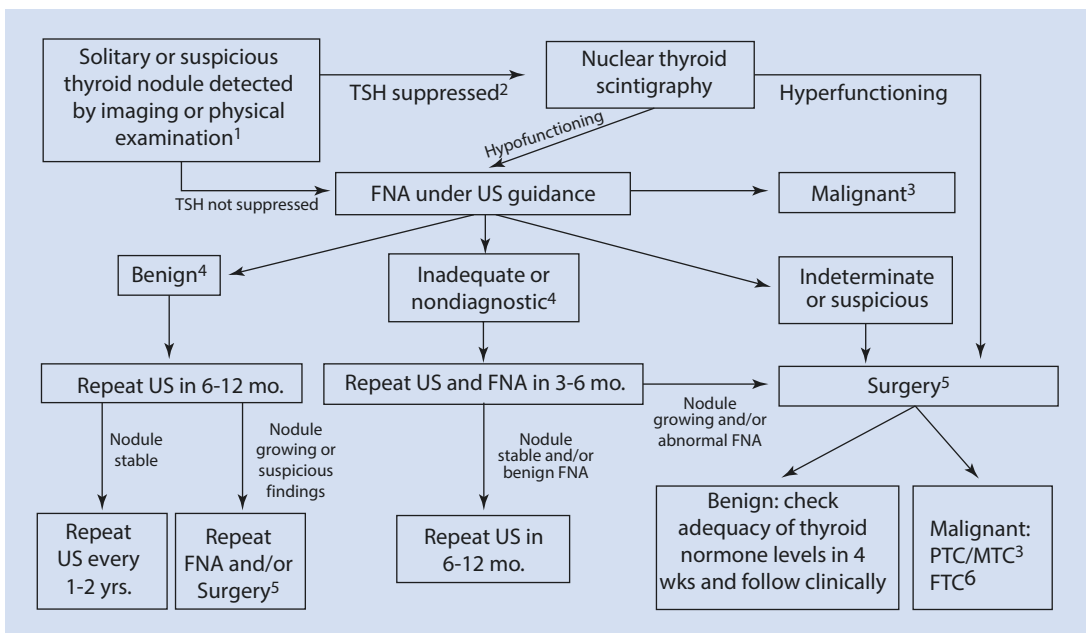 Solitary or suspicious
thyroid nodule detected
by imaging or physical
examination1
TSH suppressed2
Nuclear thyroid
scintigraphy
Hyperfunctioning
Hypofunctioning
TSH not suppressed
FNA under US guidance
Malignant3
Benign4
Inadequate or
nondiagnostic4
Indeterminate
or suspicious
Repeat US in 6-12 mo.
Repeat US and FNA in 3-6 mo.
Surgery5
Nodule
stable
Nodule
growing or
suspicious
findings
Nodule
stable and/or
benign FNA
Nodule
growing and/or
abnormal FNA
Repeat
US every
1-2 yrs.
Repeat
FNA and/or
Surgery5
Repeat US in
6-12 mo.
Benign: check
adequacy of thyroid
normone levels in 4
wks and follow clinically
Malignant:
PTC/MTC3
FTC6